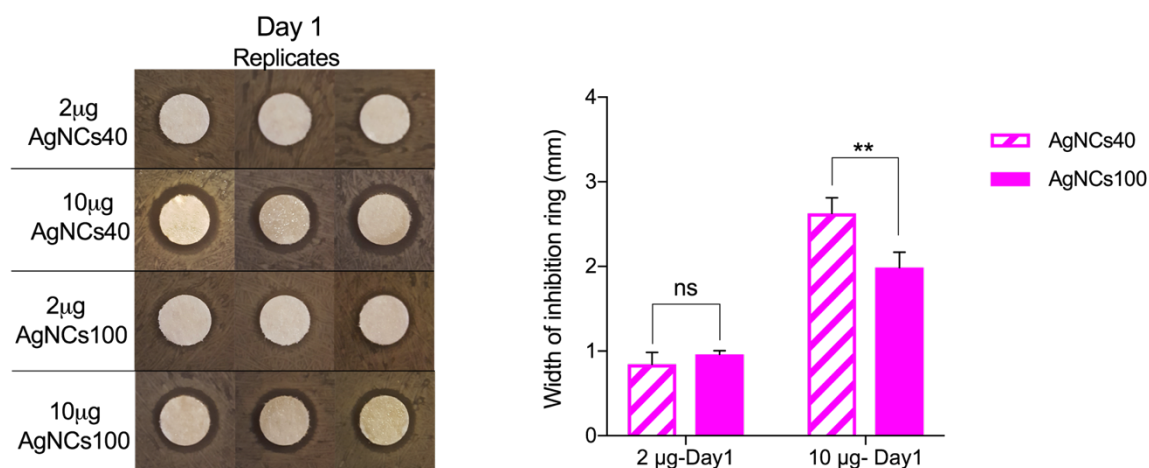 Day 1
Replicates
2μg
AgNCs40
10μg
AgNCs40
2μg
AgNCs100
10μg
AgNCs100
Width of inhibition ring (mm)
4
3
2
1
0
ns
**
2 μg-Day1
10 μg- Day1
AgNCs40
AgNCs100